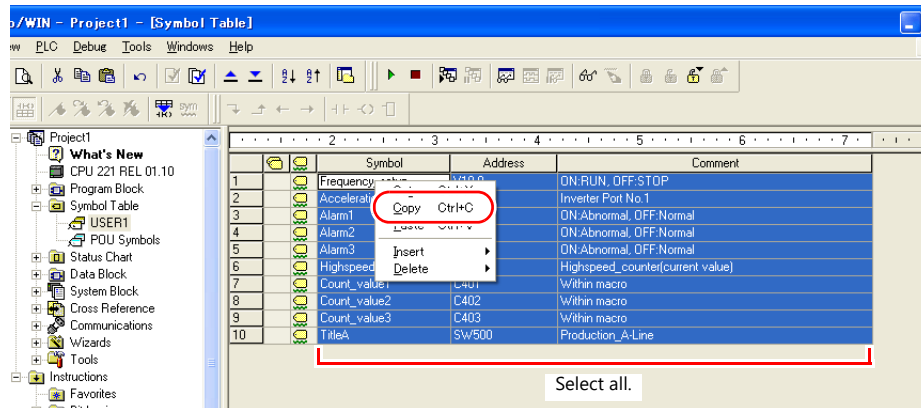 o/WIN - Project1 - [Symbol Table]
ew PLC Debug Tools Windows Help
sym
Project1
What's New
CPU 221 REL 01.10
Program Block
Symbol Table
USER1
POU Symbols
Status Chart
Data Block
System Block
Cross Reference
Communications
Wizards
Tools
Instructions
Favorites
2 3 4 5 6 7
Symbol Address Comment
1 Frequency ON:RUN, OFF:STOP
2 Inverter Port No.1
3 Alarm1 ON:Abnormal, OFF:Normal
4 Alarm2 ON:Abnormal, OFF:Normal
5 Alarm3 ON:Abnormal, OFF:Normal
6 Highspeed Highspeed_counter(current value)
7 Count_value1 C401 Within macro
8 Count_value2 C402 Within macro
9 Count_value3 C403 Within macro
10 TitleA SW500 Production_A-Line
Copy Ctrl+C
Paste Ctrl+V
Insert
Delete
Select all.